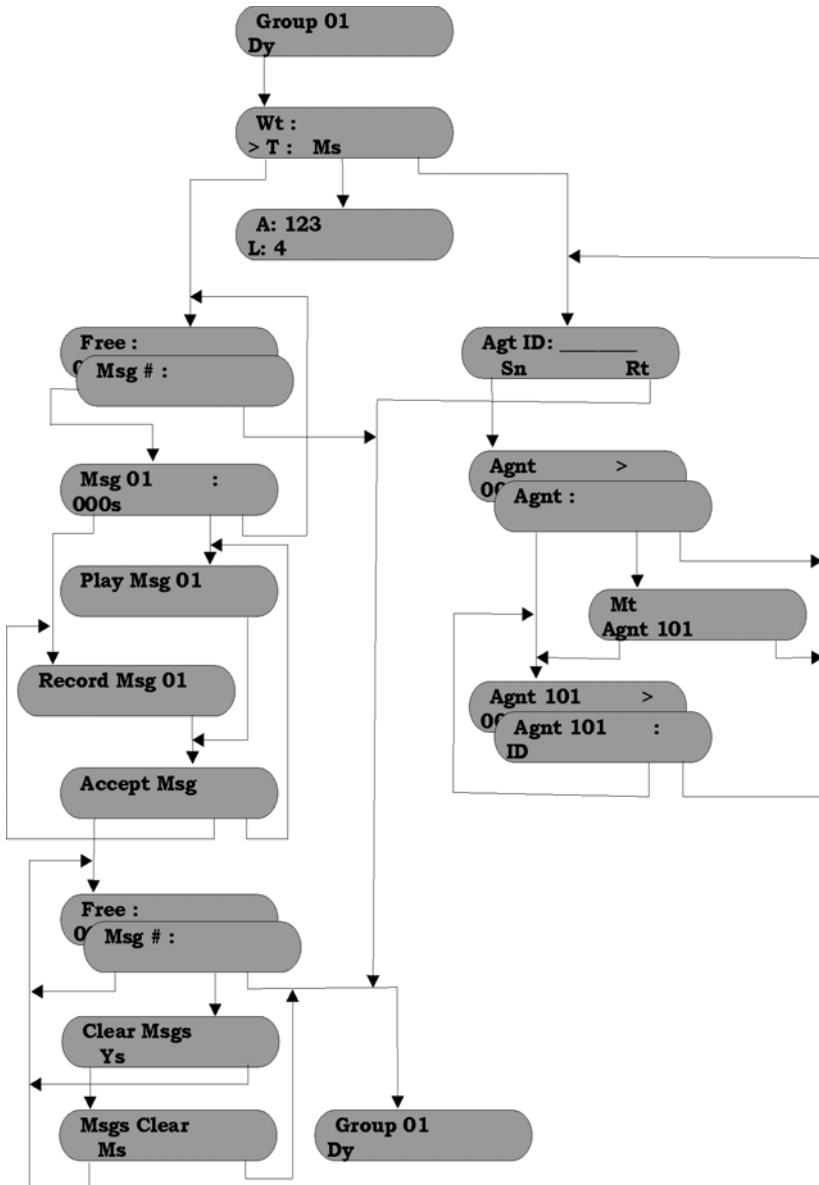 Group 01
Dy
Wt :
> T : Ms
A: 123
L: 4
Free :
Msg # :
Msg 01 :
000s
Play Msg 01
Record Msg 01
Accept Msg
Free :
Msg # :
Clear Msgs
Ys
Msgs Clear
Ms
Group 01
Dy
Agt ID: _______
Sn Rt
Agnt >
Agnt :
Mt
Agnt 101
Agnt 101 >
Agnt 101 :
ID